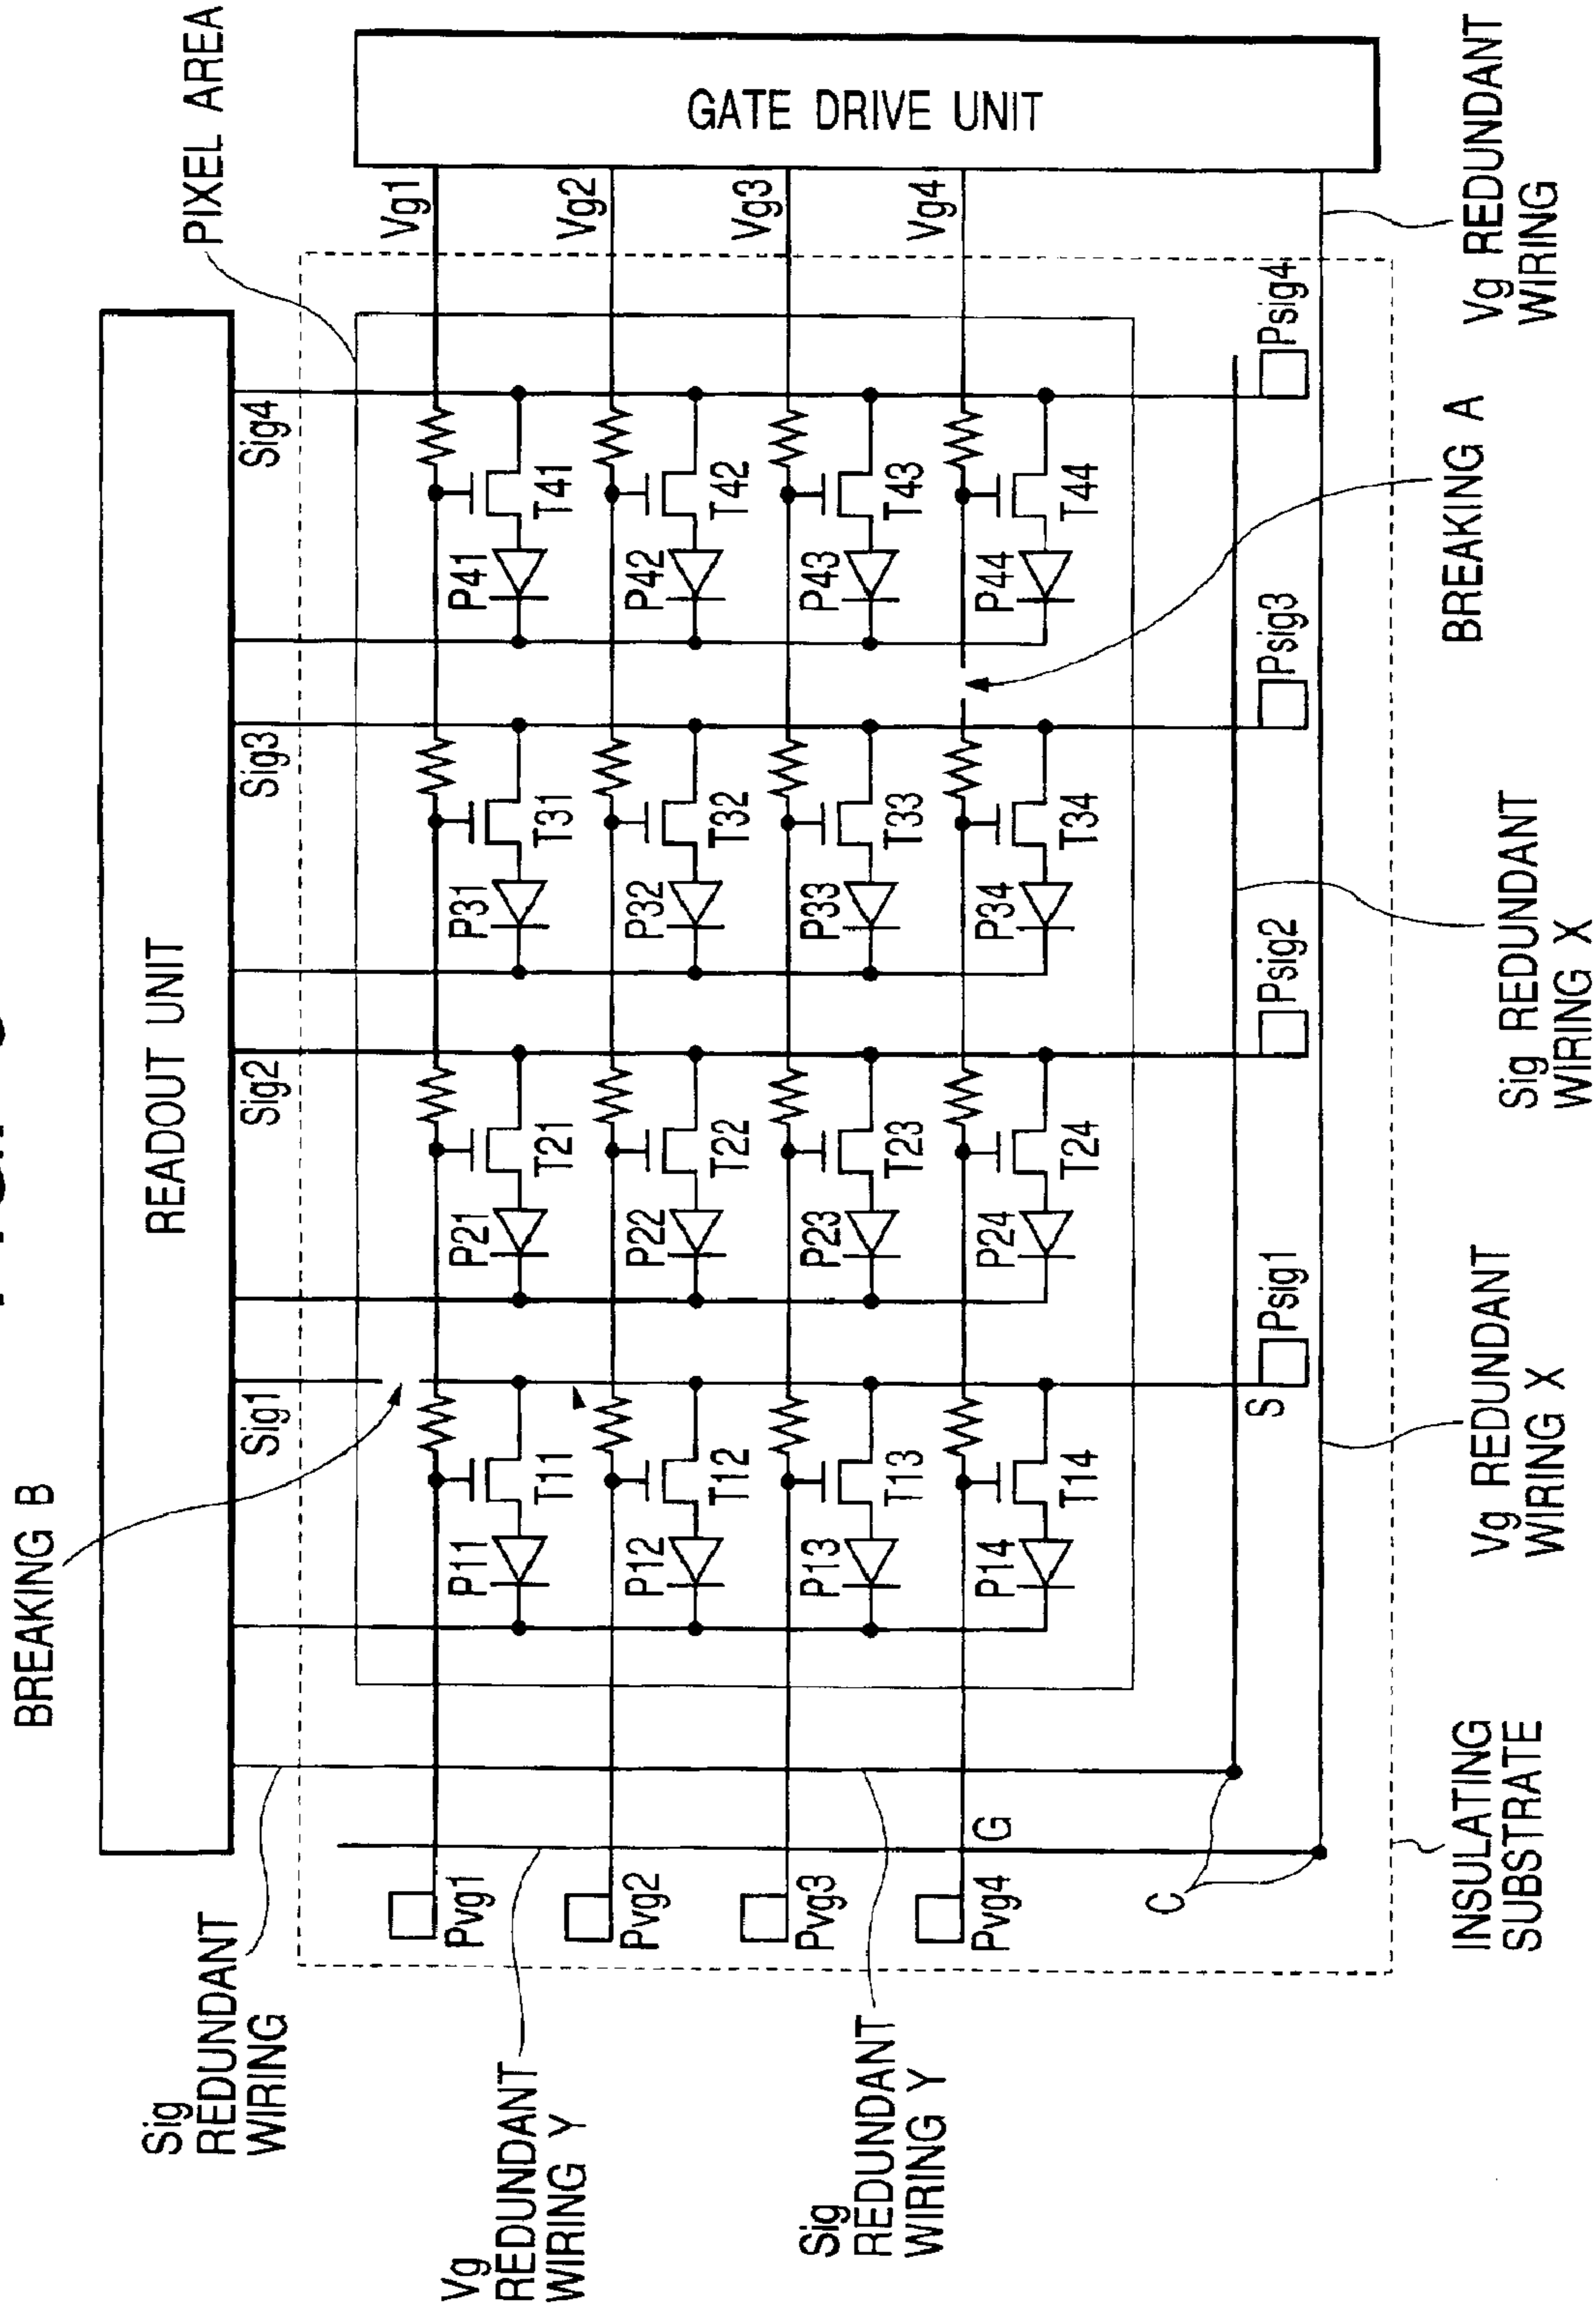 BREAKING B
READOUT UNIT
PIXEL AREA
GATE DRIVE UNIT
Sig
REDUNDANT
WIRING
Sig1
Sig2
Sig3
Sig4
Vg1
Vg2
Vg3
Vg4
P11
T11
P21
T21
P31
T31
P41
T41
P12
T12
P22
T22
P32
T32
P42
T42
P13
T13
P23
T23
P33
T33
P43
T43
P14
T14
P24
T24
P34
T34
P44
T44
Pvg1
Pvg2
Pvg3
Pvg4
G
Vg
REDUNDANT
WIRING Y
Sig
REDUNDANT
WIRING Y
C
S
Psig1
Psig2
Psig3
Psig4
INSULATING
SUBSTRATE
Vg REDUNDANT
WIRING X
Sig REDUNDANT
WIRING X
BREAKING A
Vg REDUNDANT
WIRING